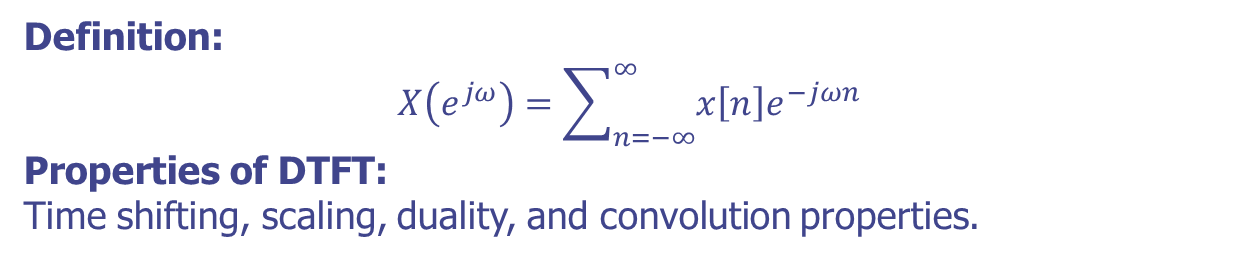 Definition:
X(e^{jω}) = ∑_{n=−∞}^{∞} x[n]e^{−jωn}
Properties of DTFT:
Time shifting, scaling, duality, and convolution properties.